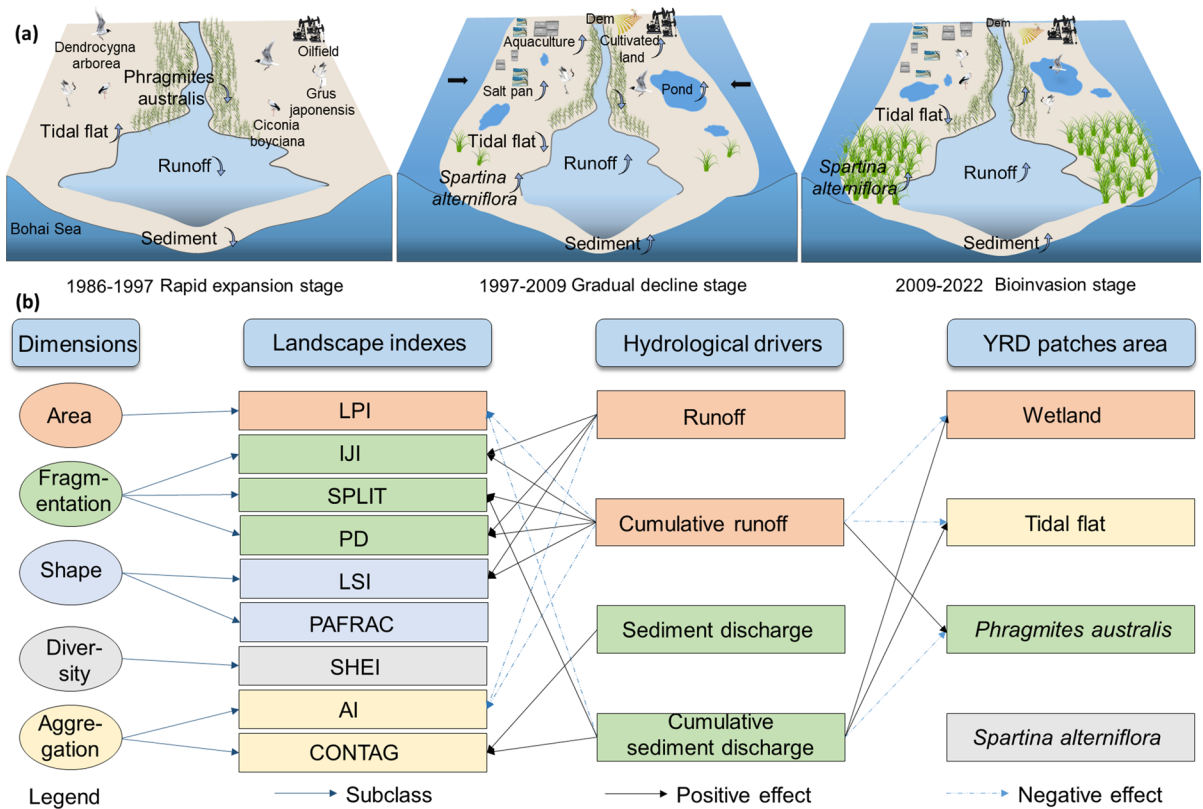 (a)
Dendrocygna
arborea
Oilfield
Phragmites
australis
Grus
japonensis
Ciconia
boyciana
Tidal flat
Runoff
Bohai Sea
Sediment
1986-1997 Rapid expansion stage
Dem
Aquaculture
Cultivated
land
Salt pan
Pond
Tidal flat
Runoff
Spartina
alterniflora
Sediment
1997-2009 Gradual decline stage
Dem
Tidal flat
Spartina
alterniflora
Runoff
Sediment
2009-2022 Bioinvasion stage
(b)
Dimensions
Landscape indexes
Hydrological drivers
YRD patches area
Area
Fragm-
entation
Shape
Diver-
sity
Aggre-
gation
LPI
IJI
SPLIT
PD
LSI
PAFRAC
SHEI
AI
CONTAG
Runoff
Cumulative runoff
Sediment discharge
Cumulative
sediment discharge
Wetland
Tidal flat
Phragmites australis
Spartina alterniflora
Legend
Subclass
Positive effect
Negative effect